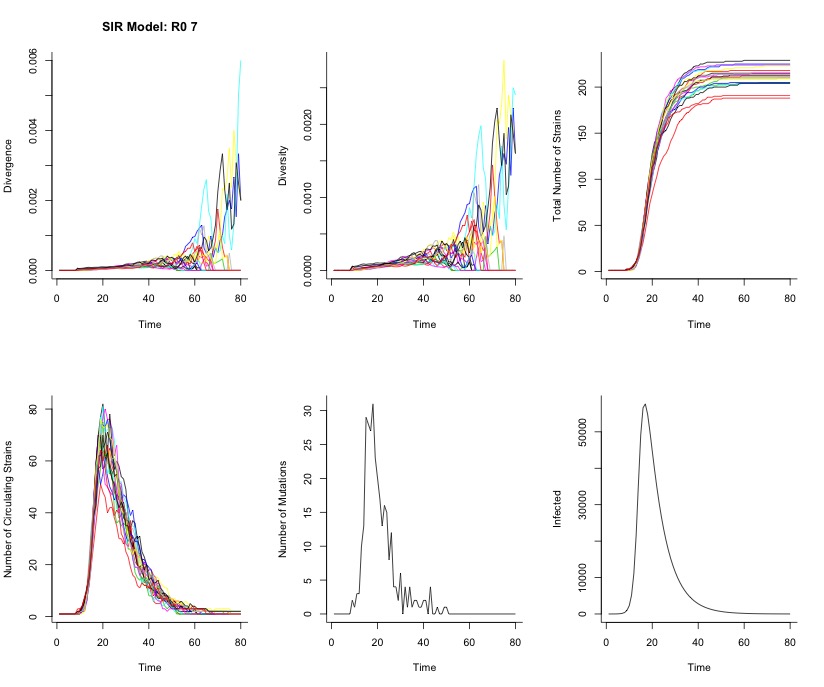 SIR Model: R0 7
Divergence
0.000
0.002
0.004
0.006
0 20 40 60 80
Time
Diversity
0.0000
0.0010
0.0020
0 20 40 60 80
Time
Total Number of Strains
0
50
100
150
200
0 20 40 60 80
Time
Number of Circulating Strains
0
20
40
60
80
0 20 40 60 80
Time
Number of Mutations
0
5
10
15
20
25
30
0 20 40 60 80
Time
Infected
0
10000
30000
50000
0 20 40 60 80
Time